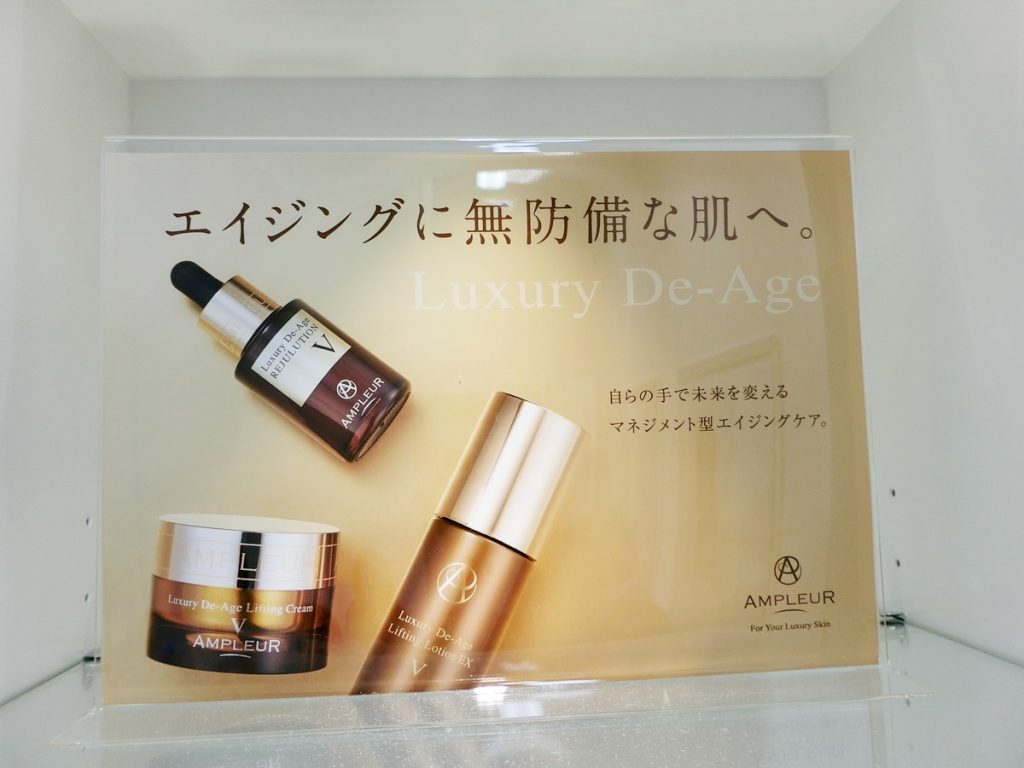 エイジングに無防備な肌へ。
Luxury De-Age
自らの手で未来を変える
マネジメント型エイジングケア。
Luxury De-Age
REJULUTION
V
AMPLEUR
AMPLEUR
Luxury De-Age Lifting Cream
V
AMPLEUR
Luxury De-Age
Lifting Lotion EX
V
AMPLEUR
For Your Luxury Skin